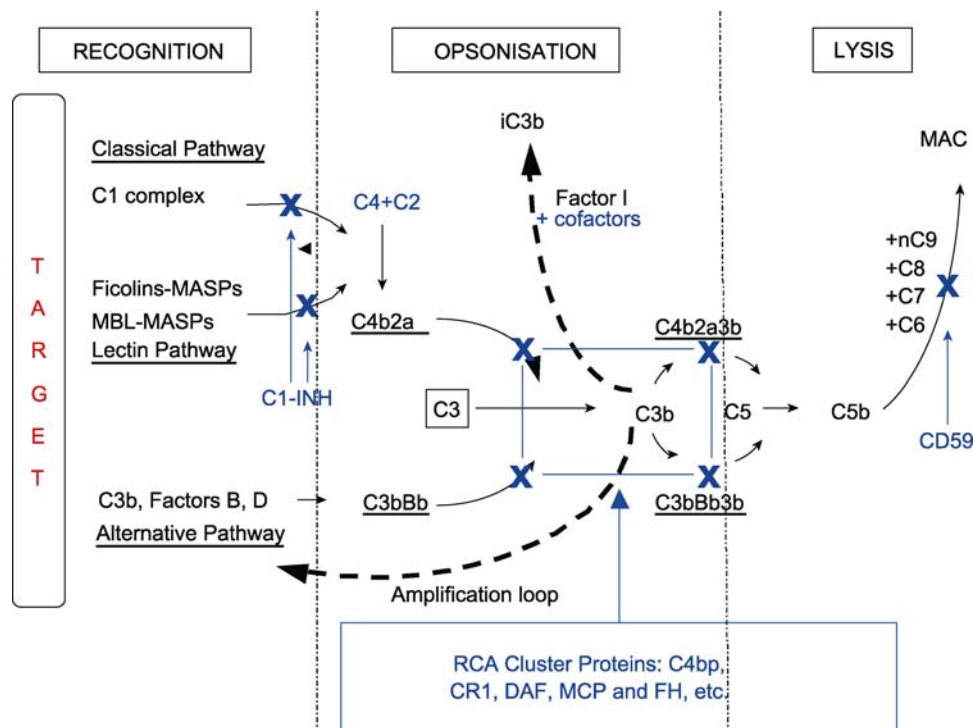 RECOGNITION
OPSONISATION
LYSIS
TARGET
Classical Pathway
C1 complex
Ficolins-MASPs
MBL-MASPs
Lectin Pathway
C1-INH
C3b, Factors B, D
Alternative Pathway
iC3b
Factor I
+ cofactors
C4+C2
C4b2a
C4b2a3b
C3
C3b
C5
C3bBb
C3bBb3b
Amplification loop
MAC
+nC9
+C8
+C7
+C6
C5b
CD59
RCA Cluster Proteins: C4bp,
CR1, DAF, MCP and FH, etc.